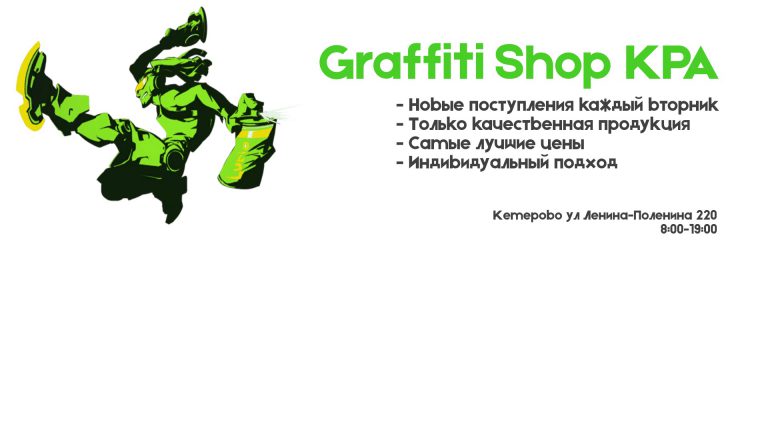 Graffiti Shop KPA
- Новые поступления каждый вторник
- Только качественная продукция
- Самые лучшие цены
- Индивидуальный подход
Кемерово ул Ленина-Поленина 220
8:00-19:00